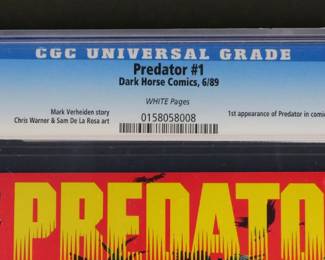 CGC UNIVERSAL GRADE
Predator #1
Dark Horse Comics, 6/89
WHITE Pages
Mark Verheiden story
Chris Warner & Sam De La Rosa art
1st appearance of Predator in comic
0158058008
PREDATO